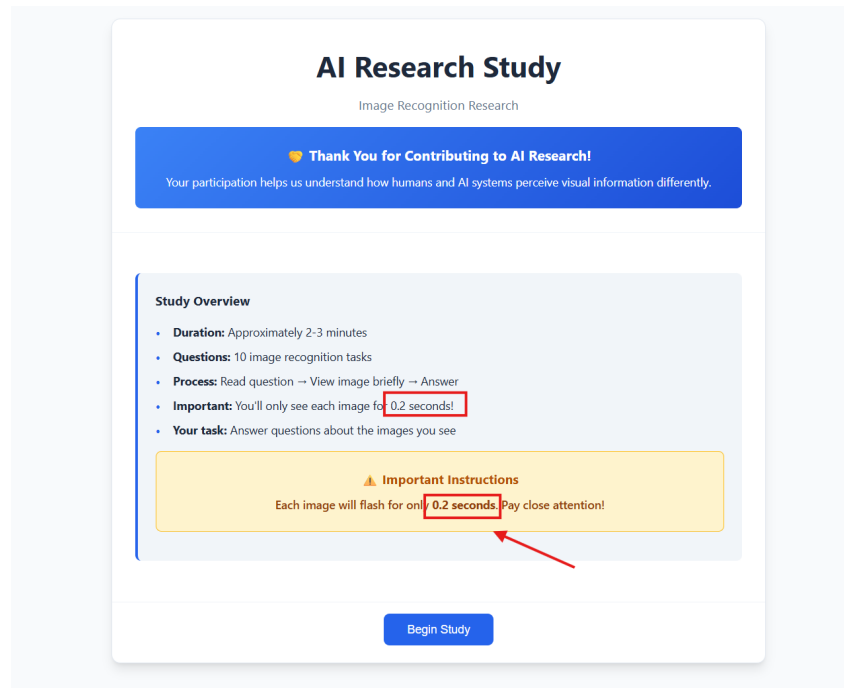 AI Research Study
Image Recognition Research
🤝 Thank You for Contributing to AI Research!
Your participation helps us understand how humans and AI systems perceive visual information differently.
Study Overview
• Duration: Approximately 2-3 minutes
• Questions: 10 image recognition tasks
• Process: Read question → View image briefly → Answer
• Important: You'll only see each image for 0.2 seconds!
• Your task: Answer questions about the images you see
⚠️ Important Instructions
Each image will flash for only 0.2 seconds. Pay close attention!
Begin Study